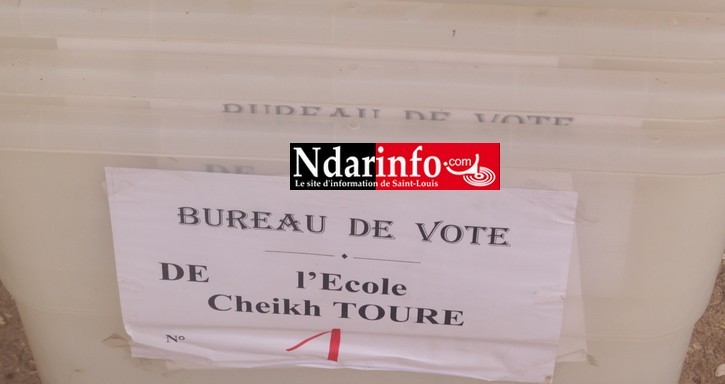 BUREAU DE VOTE
DE
Ndarinfo.com
Le site d'information de Saint-Louis
BUREAU DE VOTE
DE l'Ecole
Cheikh TOURE
N° 1